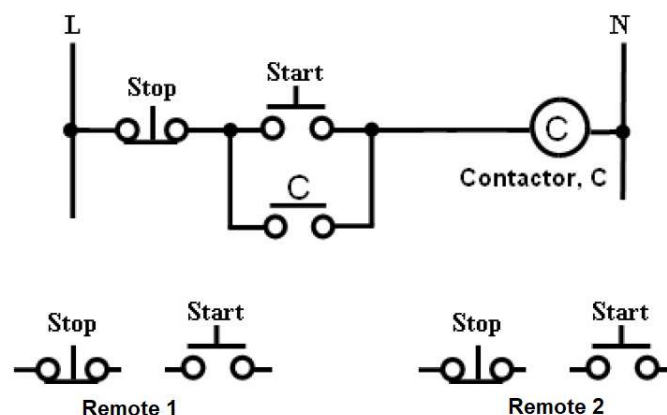 L
N
Stop
Start
C
C
Contactor, C
Stop
Start
Stop
Start
Remote 1
Remote 2